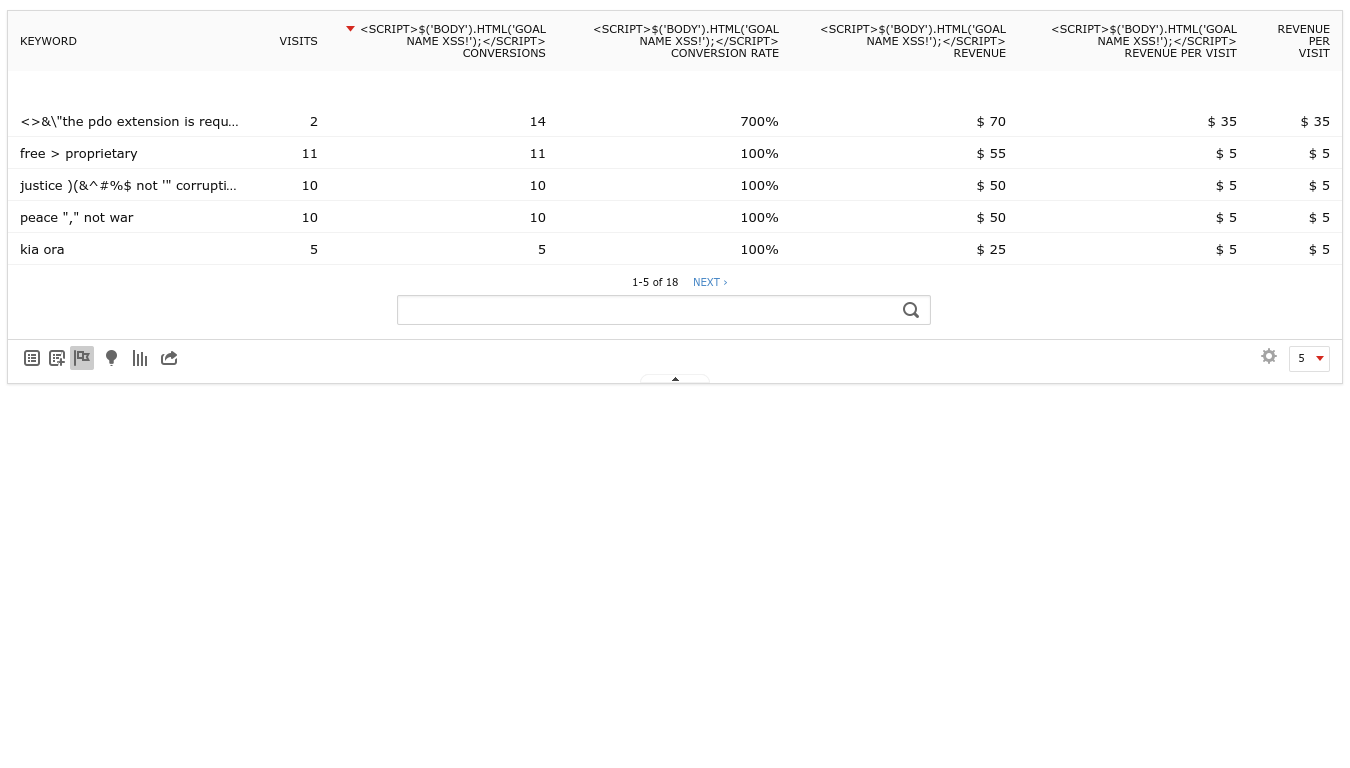 KEYWORD
VISITS
<SCRIPT>$('BODY').HTML('GOAL
NAME XSS!');</SCRIPT>
CONVERSIONS
<SCRIPT>$('BODY').HTML('GOAL
NAME XSS!');</SCRIPT>
CONVERSION RATE
<SCRIPT>$('BODY').HTML('GOAL
NAME XSS!');</SCRIPT>
REVENUE
<SCRIPT>$('BODY').HTML('GOAL
NAME XSS!');</SCRIPT>
REVENUE PER VISIT
REVENUE
PER
VISIT
<>&\"the pdo extension is requ... 2 14 700% $ 70 $ 35 $ 35
free > proprietary 11 11 100% $ 55 $ 5 $ 5
justice )(&^#%$ not '" corrupti... 10 10 100% $ 50 $ 5 $ 5
peace "," not war 10 10 100% $ 50 $ 5 $ 5
kia ora 5 5 100% $ 25 $ 5 $ 5
1-5 of 18 NEXT ›
5